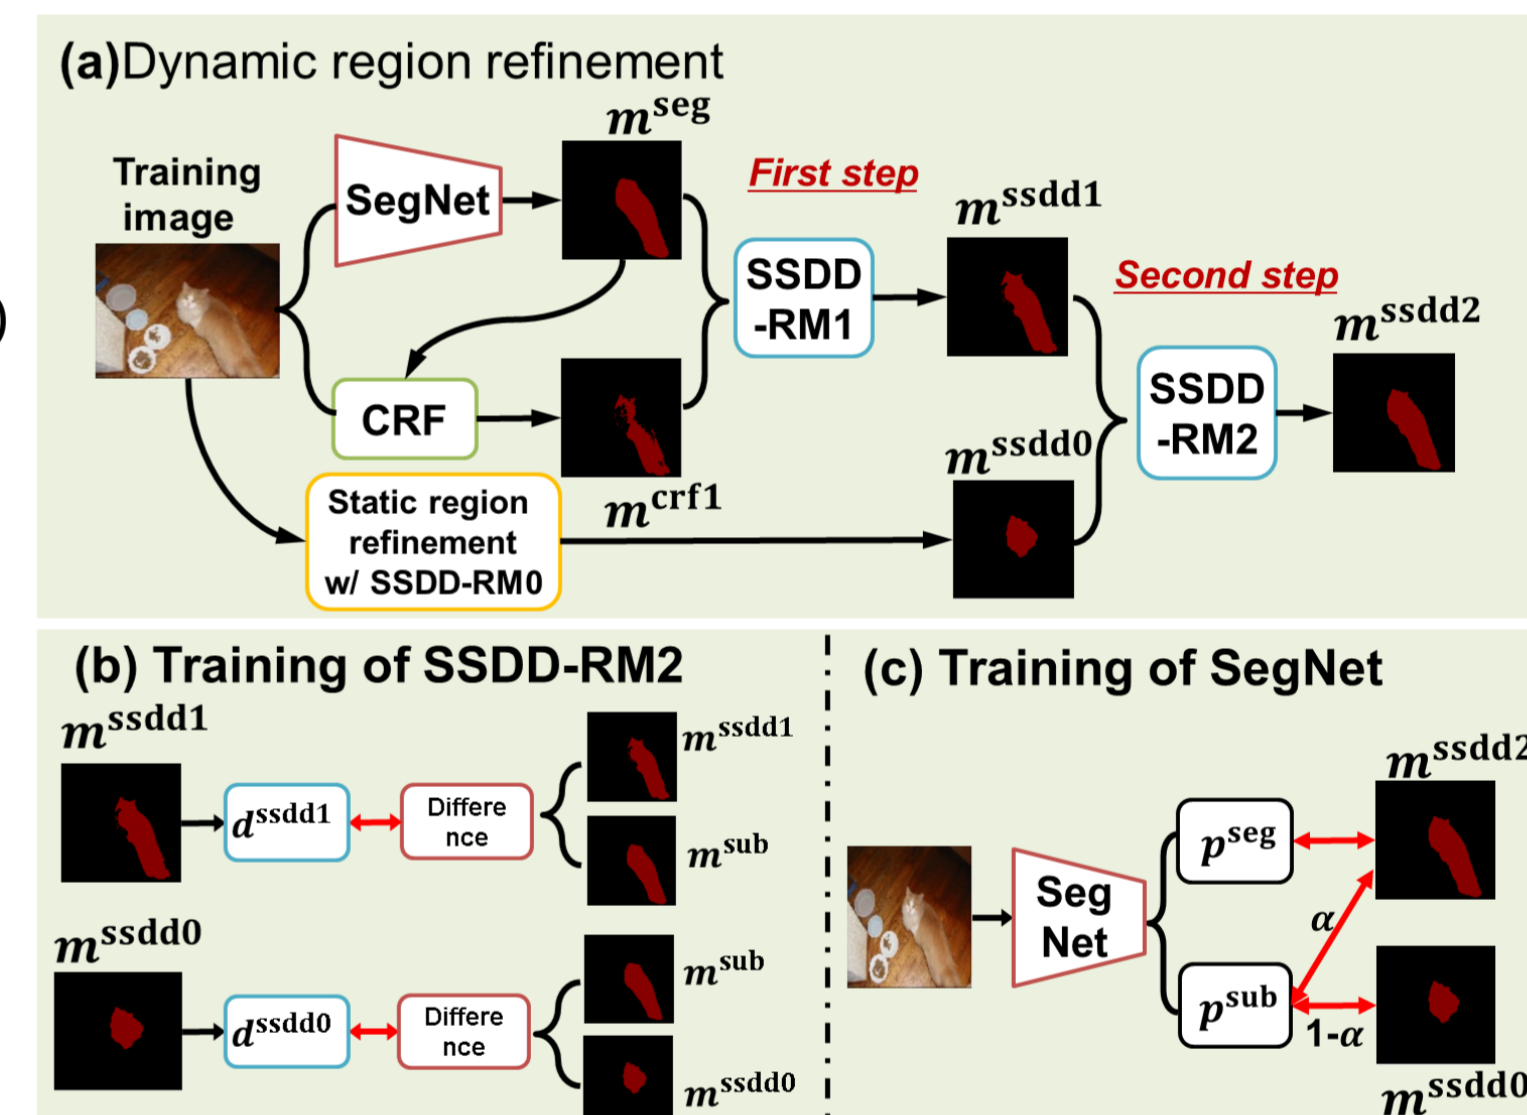 )
(a)Dynamic region refinement
m^seg
Training
image
SegNet
First step
m^ssdd1
SSDD
-RM1
Second step
m^ssdd2
CRF
SSDD
-RM2
m^ssdd0
m^crf1
Static region
refinement
w/ SSDD-RM0
(b) Training of SSDD-RM2
m^ssdd1
m^ssdd1
d^ssdd1
Differe
nce
m^sub
m^ssdd0
m^sub
d^ssdd0
Differe
nce
m^ssdd0
(c) Training of SegNet
m^ssdd2
p^seg
Seg
Net
α
p^sub
1-α
m^ssdd0